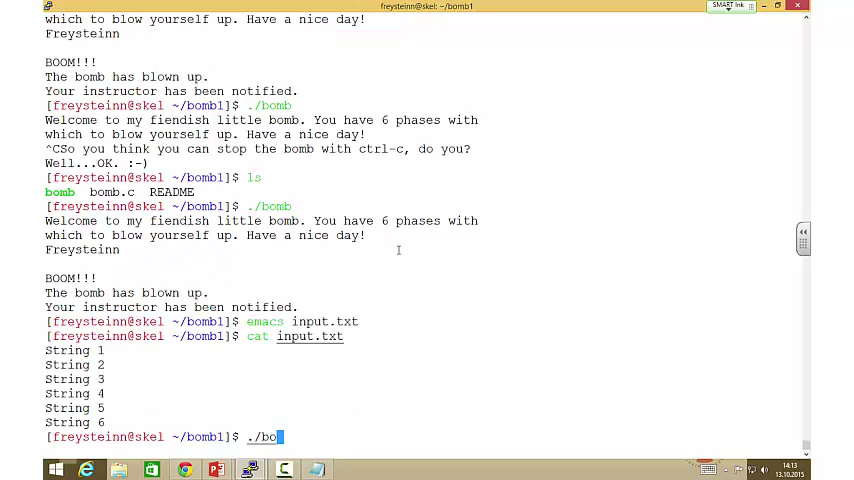 freysteinn@skel: ~/bomb1
SMART Ink
which to blow yourself up. Have a nice day!
Freysteinn
BOOM!!!
The bomb has blown up.
Your instructor has been notified.
[freysteinn@skel ~/bomb1]$ ./bomb
Welcome to my fiendish little bomb. You have 6 phases with
which to blow yourself up. Have a nice day!
^CSo you think you can stop the bomb with ctrl-c, do you?
Well...OK. :-)
[freysteinn@skel ~/bomb1]$ ls
bomb  bomb.c  README
[freysteinn@skel ~/bomb1]$ ./bomb
Welcome to my fiendish little bomb. You have 6 phases with
which to blow yourself up. Have a nice day!
Freysteinn
BOOM!!!
The bomb has blown up.
Your instructor has been notified.
[freysteinn@skel ~/bomb1]$ emacs input.txt
[freysteinn@skel ~/bomb1]$ cat input.txt
String 1
String 2
String 3
String 4
String 5
String 6
[freysteinn@skel ~/bomb1]$ ./bo
14:13
13.10.2015